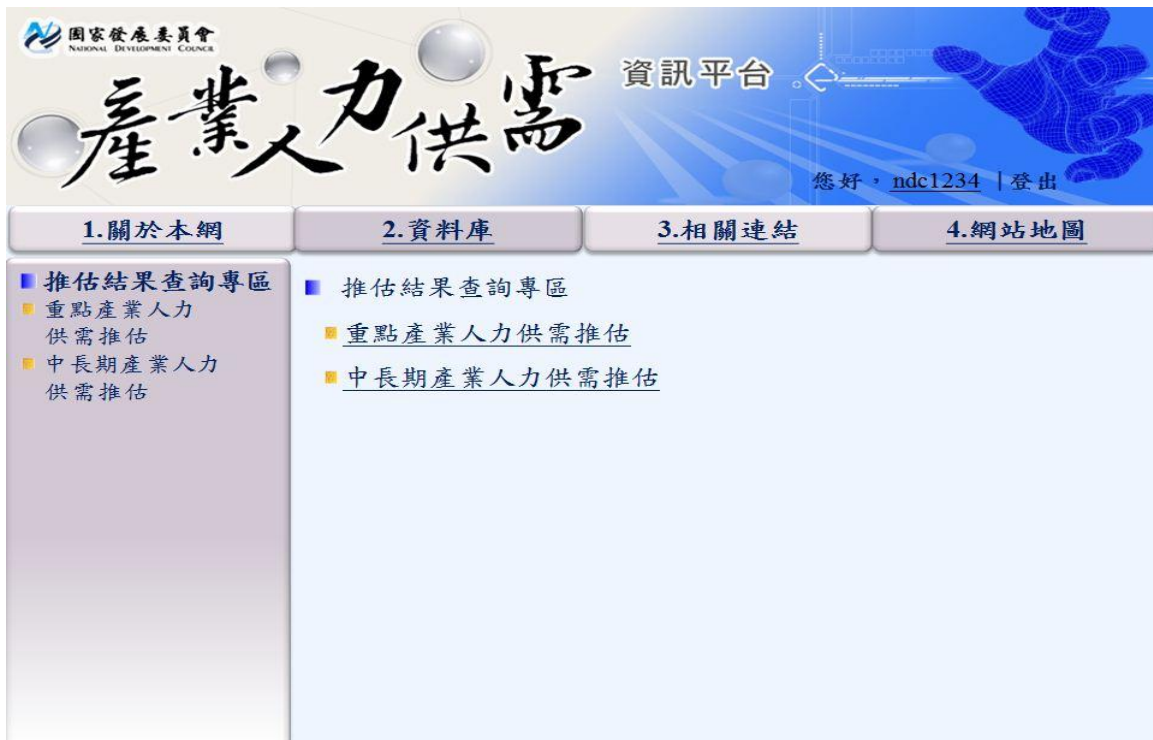 國家發展委員會
NATIONAL DEVELOPMENT COUNCIL
產業人力供需
資訊平台
您好，ndc1234 | 登出
1.關於本網
2.資料庫
3.相關連結
4.網站地圖
推估結果查詢專區
重點產業人力
供需推估
中長期產業人力
供需推估
推估結果查詢專區
重點產業人力供需推估
中長期產業人力供需推估